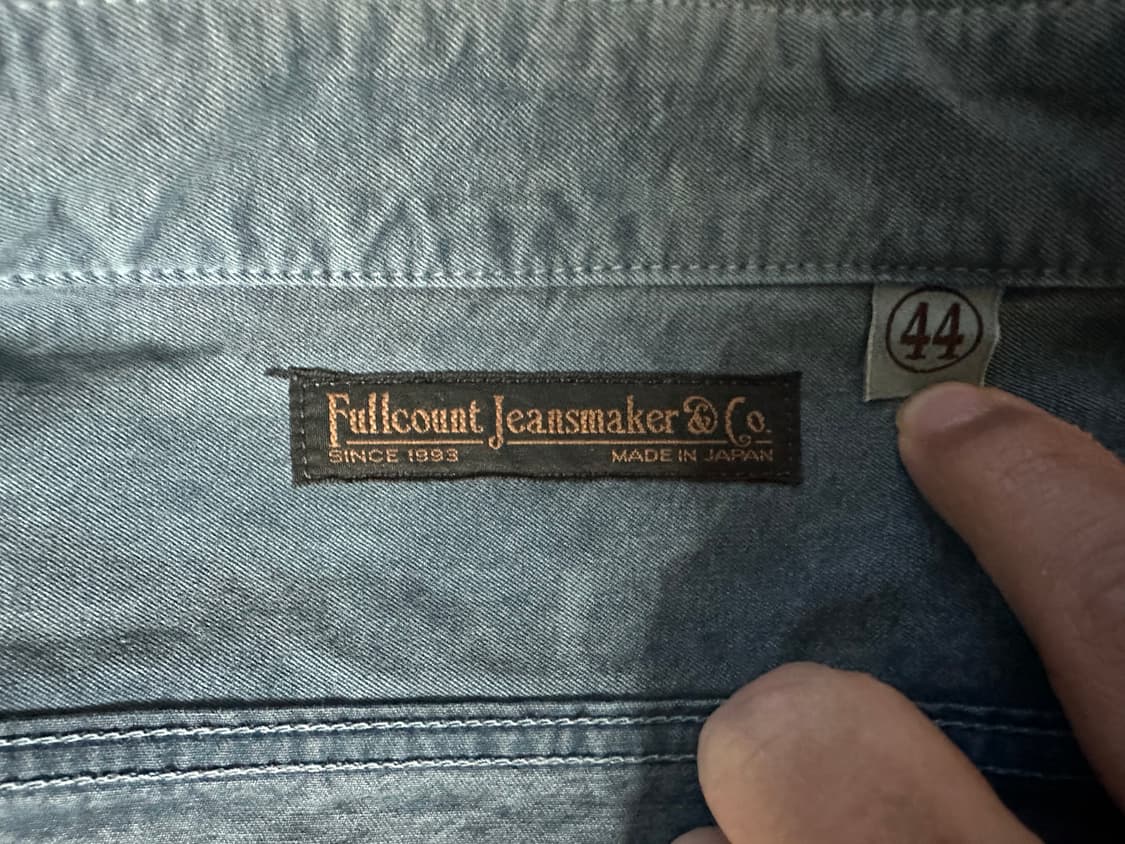 44
Fullcount Jeansmaker & Co.
SINCE 1993 MADE IN JAPAN